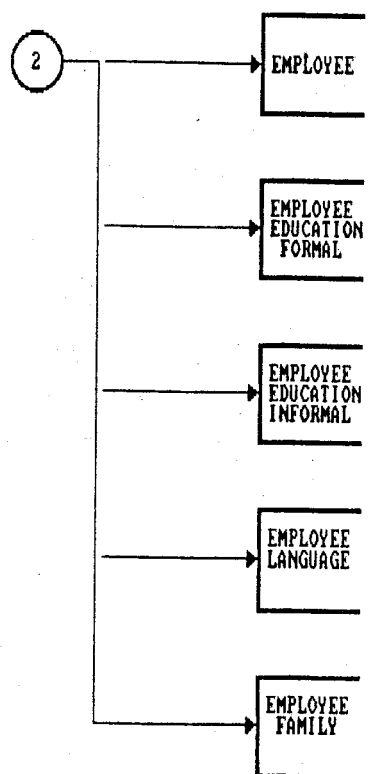 2
EMPLOYEE
EMPLOYEE
EDUCATION
FORMAL
EMPLOYEE
EDUCATION
INFORMAL
EMPLOYEE
LANGUAGE
EMPLOYEE
FAMILY